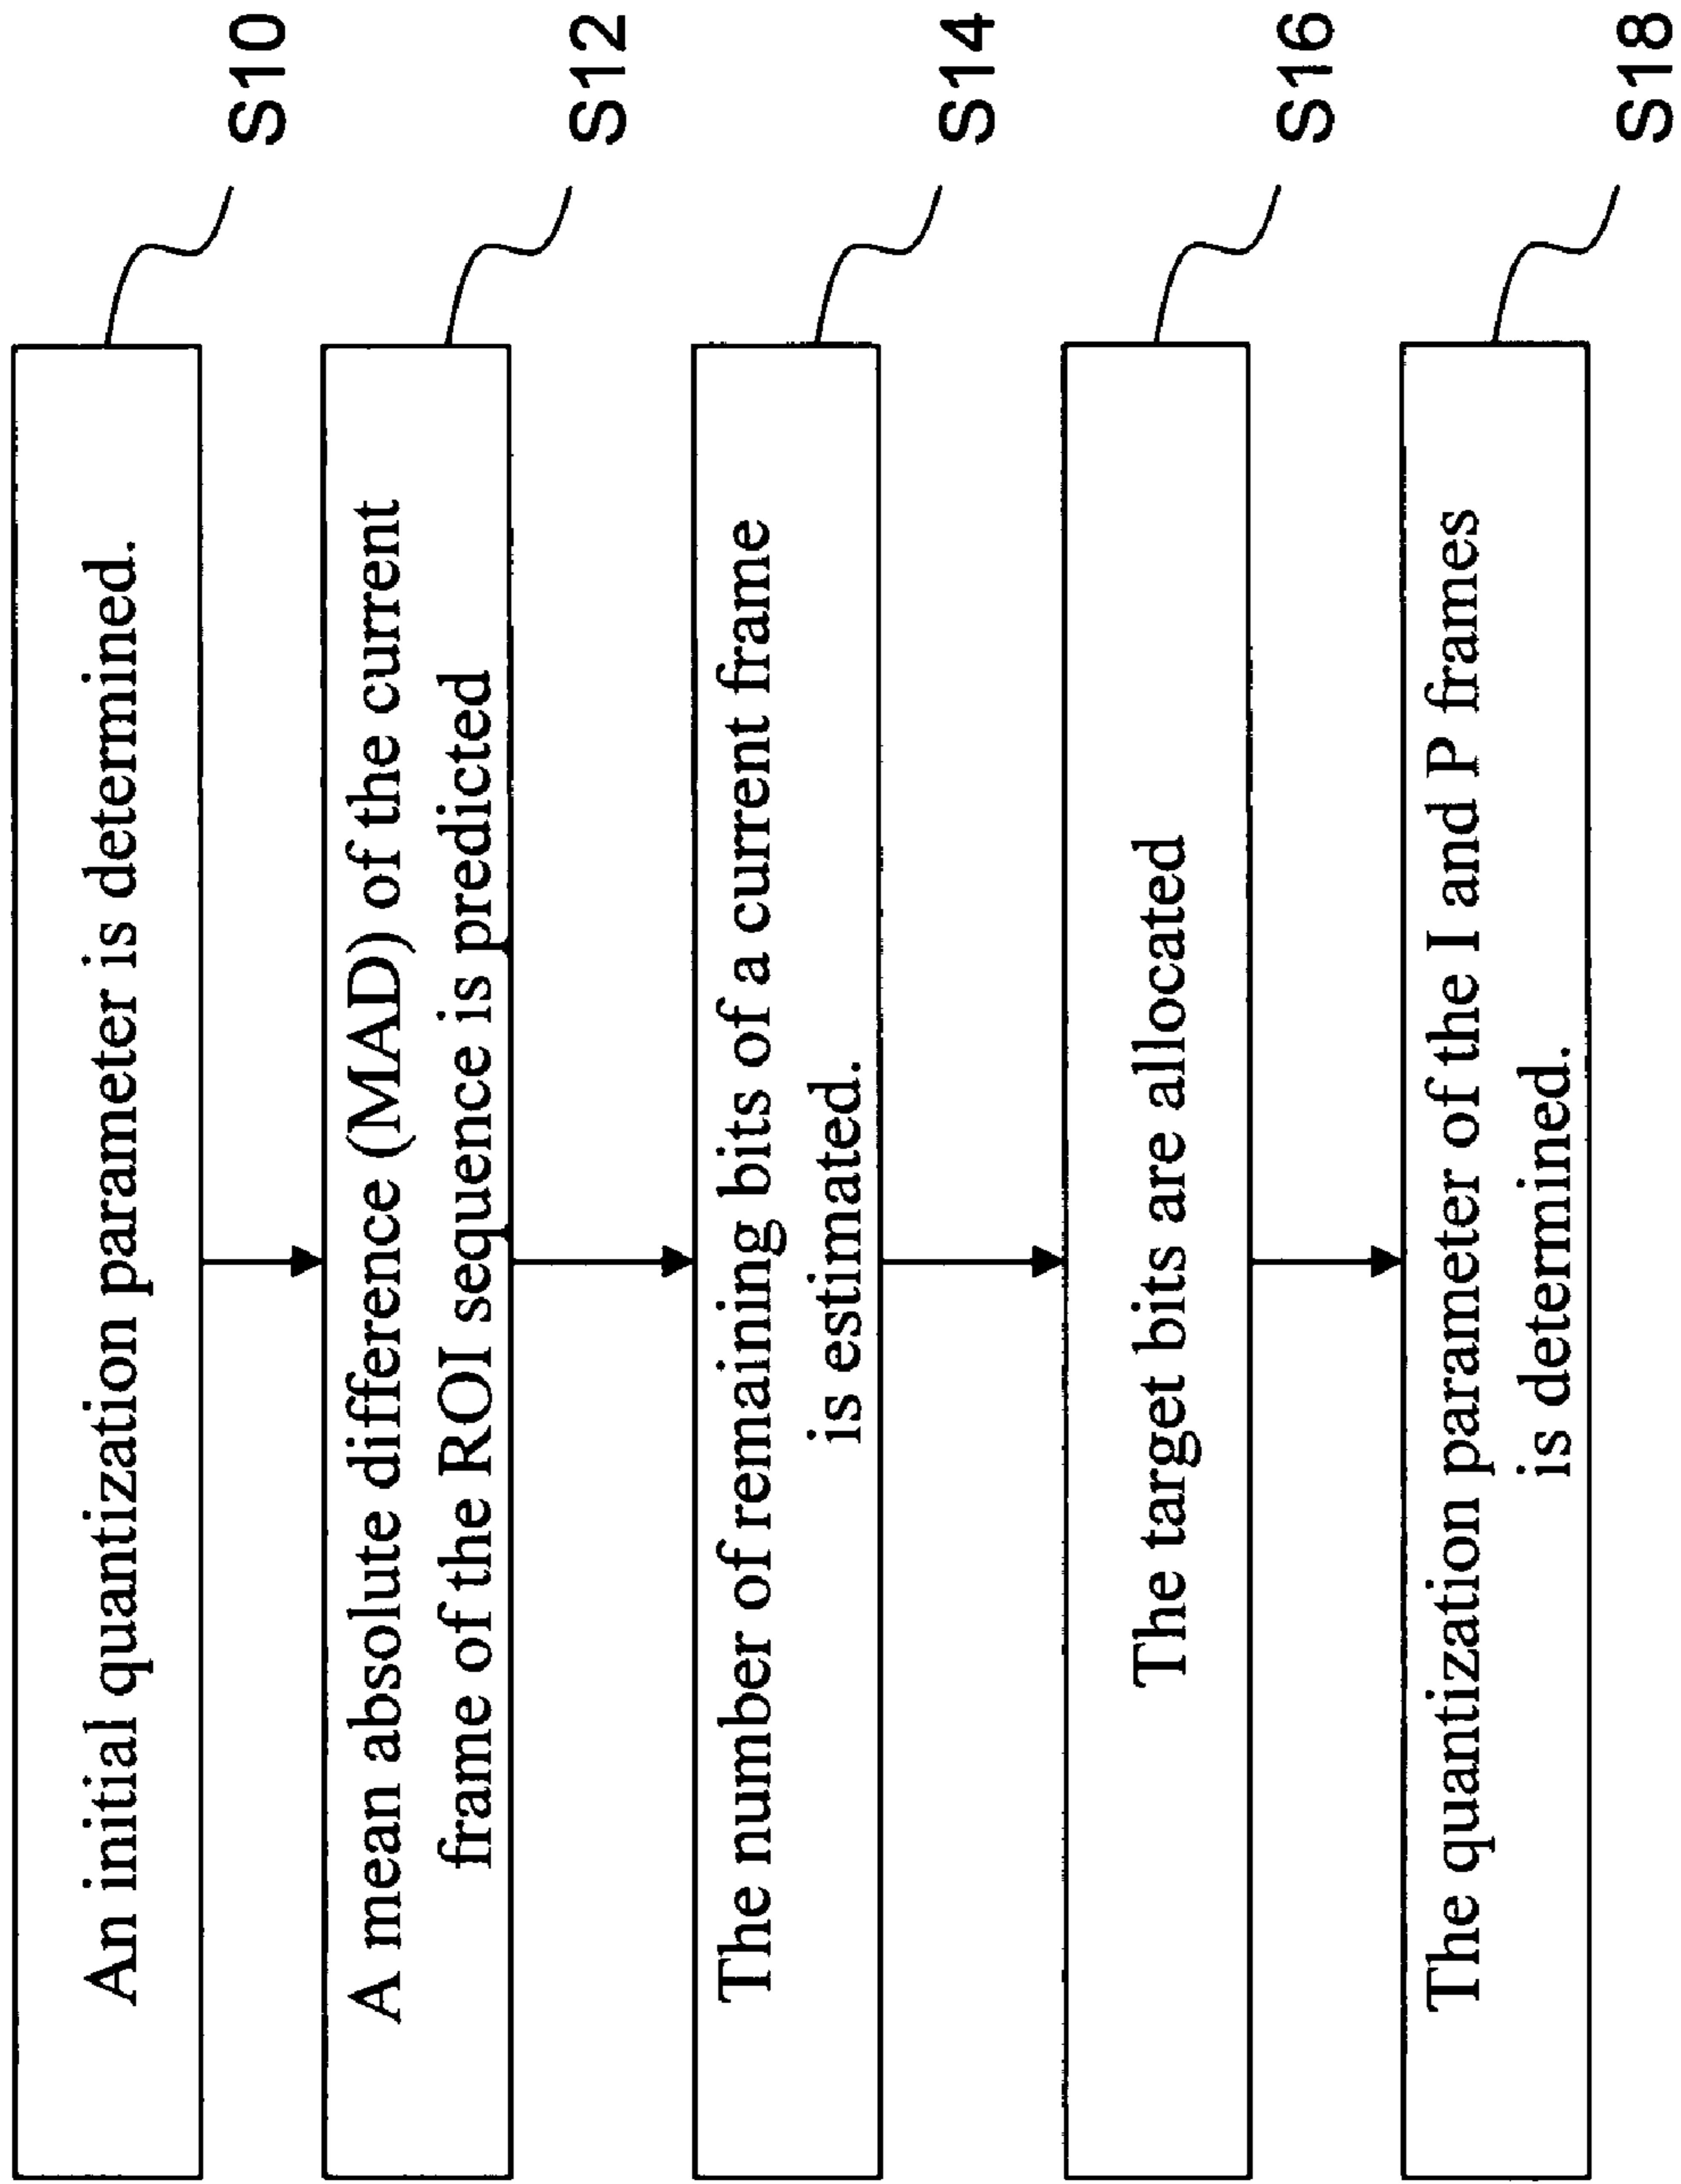 An initial quantization parameter is determined.
S10
A mean absolute difference (MAD) of the current
frame of the ROI sequence is predicted
S12
The number of remaining bits of a current frame
is estimated.
S14
The target bits are allocated
S16
The quantization parameter of the I and P frames
is determined.
S18